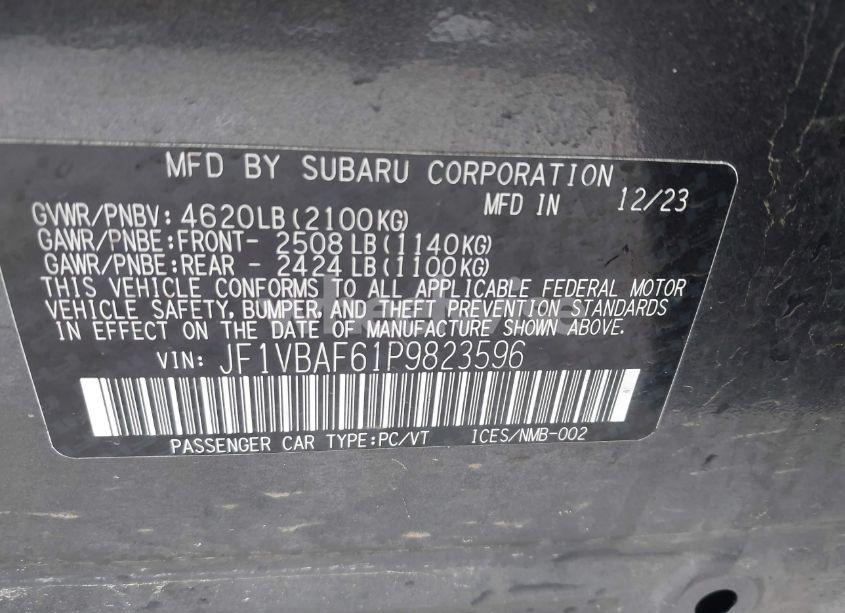 MFD BY SUBARU CORPORATION
GVWR/PNBV: 4620LB(2100KG) MFD IN 12/23
GAWR/PNBE:FRONT- 2508 LB(1140KG)
GAWR/PNBE:REAR - 2424 LB(1100KG)
THIS VEHICLE CONFORMS TO ALL APPLICABLE FEDERAL MOTOR
VEHICLE SAFETY, BUMPER, AND THEFT PREVENTION STANDARDS
IN EFFECT ON THE DATE OF MANUFACTURE SHOWN ABOVE.
VIN: JF1VBAF61P9823596
PASSENGER CAR TYPE:PC/VT ICES/NMB-002